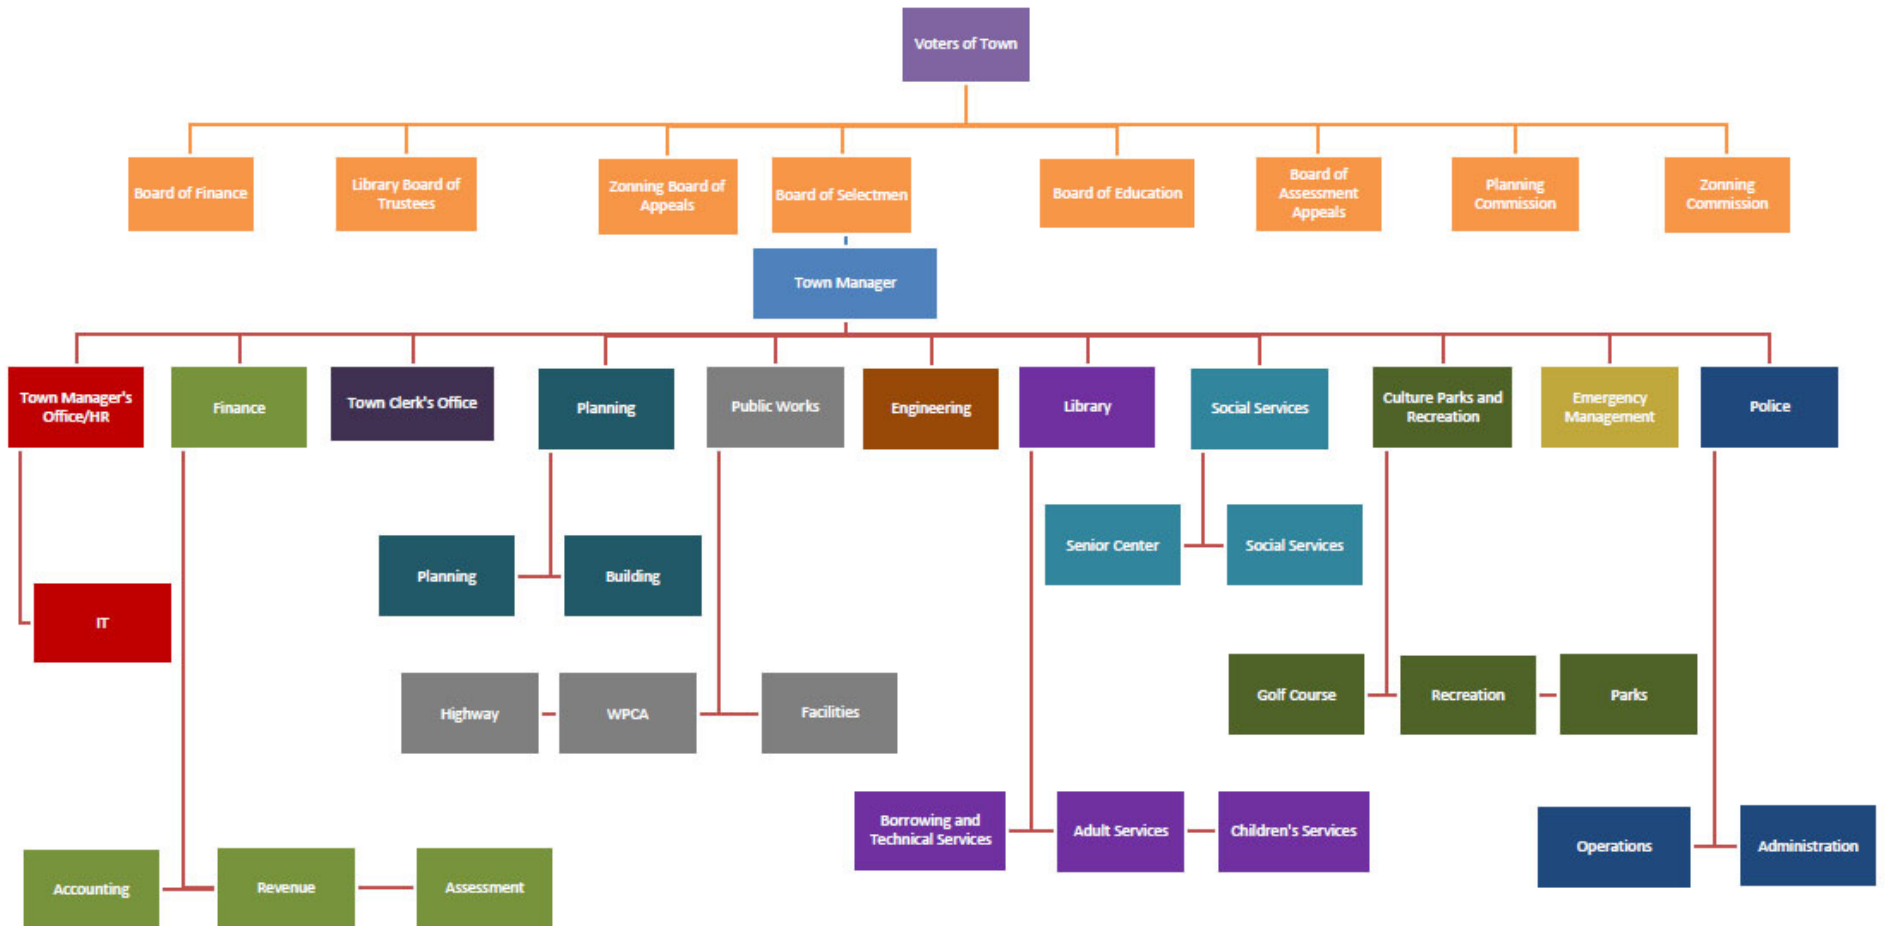 Voters of Town
Board of Finance
Library Board of
Trustees
Zonning Board of
Appeals
Board of Selectmen
Board of Education
Board of
Assessment
Appeals
Planning
Commission
Zonning
Commission
Town Manager
Town Manager's
Office/HR
Finance
Town Clerk's Office
Planning
Public Works
Engineering
Library
Social Services
Culture Parks and
Recreation
Emergency
Management
Police
Senior Center
Social Services
Planning
Building
IT
Golf Course
Recreation
Parks
Highway
WPCA
Facilities
Borrowing and
Technical Services
Adult Services
Children's Services
Operations
Administration
Accounting
Revenue
Assessment